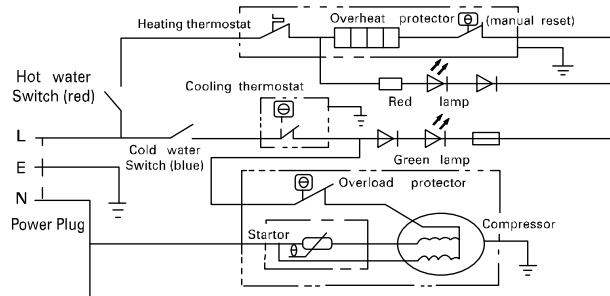 Heating thermostat
Overheat protector
(manual reset)
Hot water
Switch (red)
Cooling thermostat
Red lamp
L
Cold water
Switch (blue)
Green lamp
E
Overload protector
N
Power Plug
Startor
Compressor